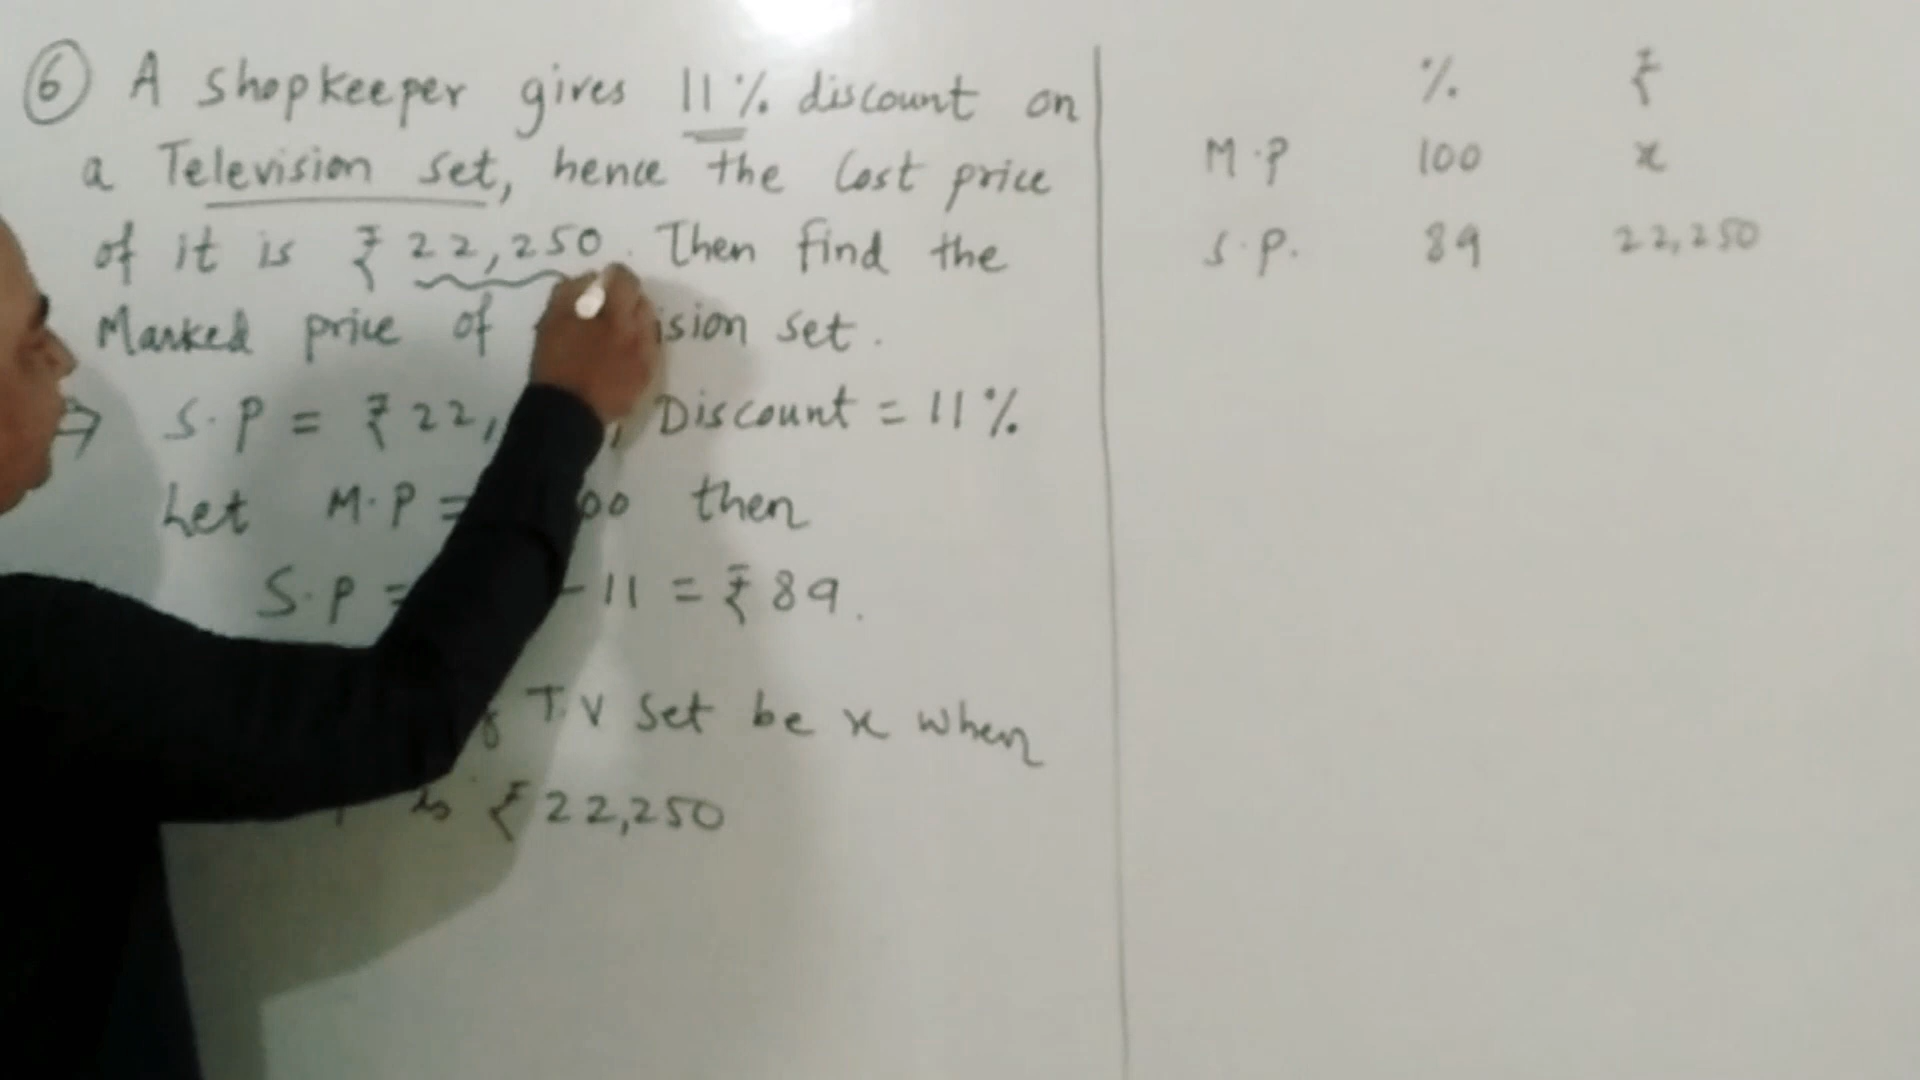 ⑥ A shopkeeper gives 11% discount on
a Television set, hence the Cost price
of it is ₹ 22,250. Then find the
Marked price of set.
⇒ S.P = ₹ 22, , Discount = 11%
Let M.P = then
S.P = - 11 = ₹ 89.
T.V set be x when
is ₹ 22,250
% ₹
M.P 100 x
S.P. 89 22,250